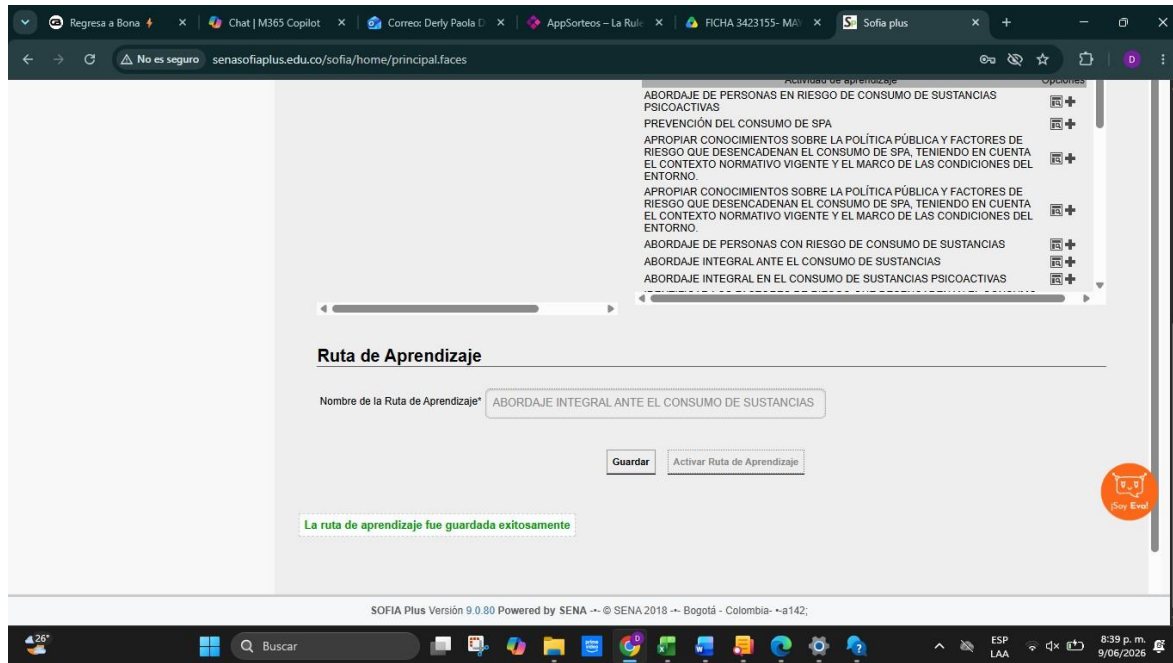 Regresa a Bona
Chat | M365 Copilot
Correo: Derly Paola D
AppSorteos – La Rule
FICHA 3423155- MA
Sofia plus
No es seguro
senasofiaplus.edu.co/sofia/home/principal.faces
D
Actividad de aprendizaje
Opciones
ABORDAJE DE PERSONAS EN RIESGO DE CONSUMO DE SUSTANCIAS
PSICOACTIVAS
PREVENCIÓN DEL CONSUMO DE SPA
APROPIAR CONOCIMIENTOS SOBRE LA POLÍTICA PÚBLICA Y FACTORES DE
RIESGO QUE DESENCADENAN EL CONSUMO DE SPA, TENIENDO EN CUENTA
EL CONTEXTO NORMATIVO VIGENTE Y EL MARCO DE LAS CONDICIONES DEL
ENTORNO.
APROPIAR CONOCIMIENTOS SOBRE LA POLÍTICA PÚBLICA Y FACTORES DE
RIESGO QUE DESENCADENAN EL CONSUMO DE SPA, TENIENDO EN CUENTA
EL CONTEXTO NORMATIVO VIGENTE Y EL MARCO DE LAS CONDICIONES DEL
ENTORNO.
ABORDAJE DE PERSONAS CON RIESGO DE CONSUMO DE SUSTANCIAS
ABORDAJE INTEGRAL ANTE EL CONSUMO DE SUSTANCIAS
ABORDAJE INTEGRAL EN EL CONSUMO DE SUSTANCIAS PSICOACTIVAS
Ruta de Aprendizaje
Nombre de la Ruta de Aprendizaje* ABORDAJE INTEGRAL ANTE EL CONSUMO DE SUSTANCIAS
Guardar
Activar Ruta de Aprendizaje
¡Soy Eva!
La ruta de aprendizaje fue guardada exitosamente
SOFIA Plus Versión 9.0.80 Powered by SENA -•- © SENA 2018 -•- Bogotá - Colombia- •-a142;
26°
Buscar
ESP
LAA
8:39 p. m.
9/06/2026